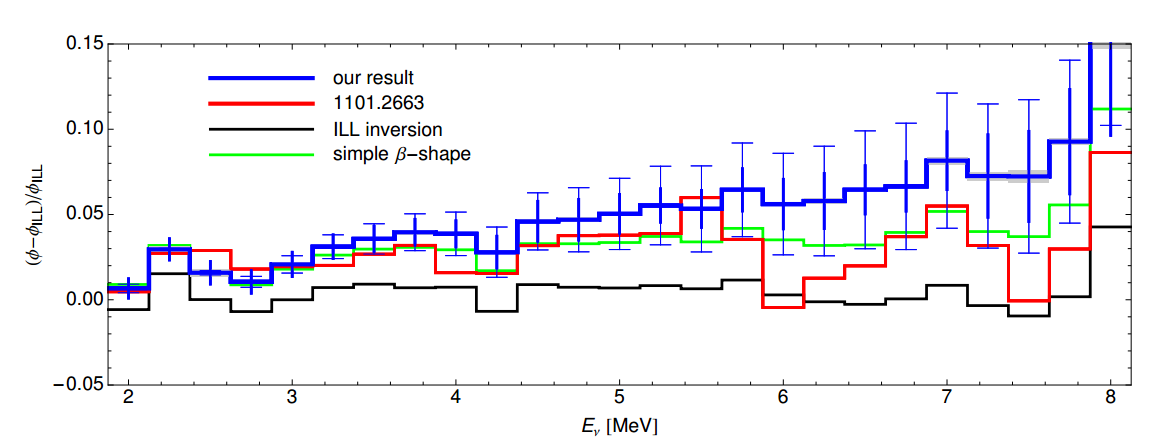 0.15
0.10
0.05
0.00
−0.05
(ϕ−ϕILL)/ϕILL
our result
1101.2663
ILL inversion
simple β−shape
2 3 4 5 6 7 8
Eν [MeV]